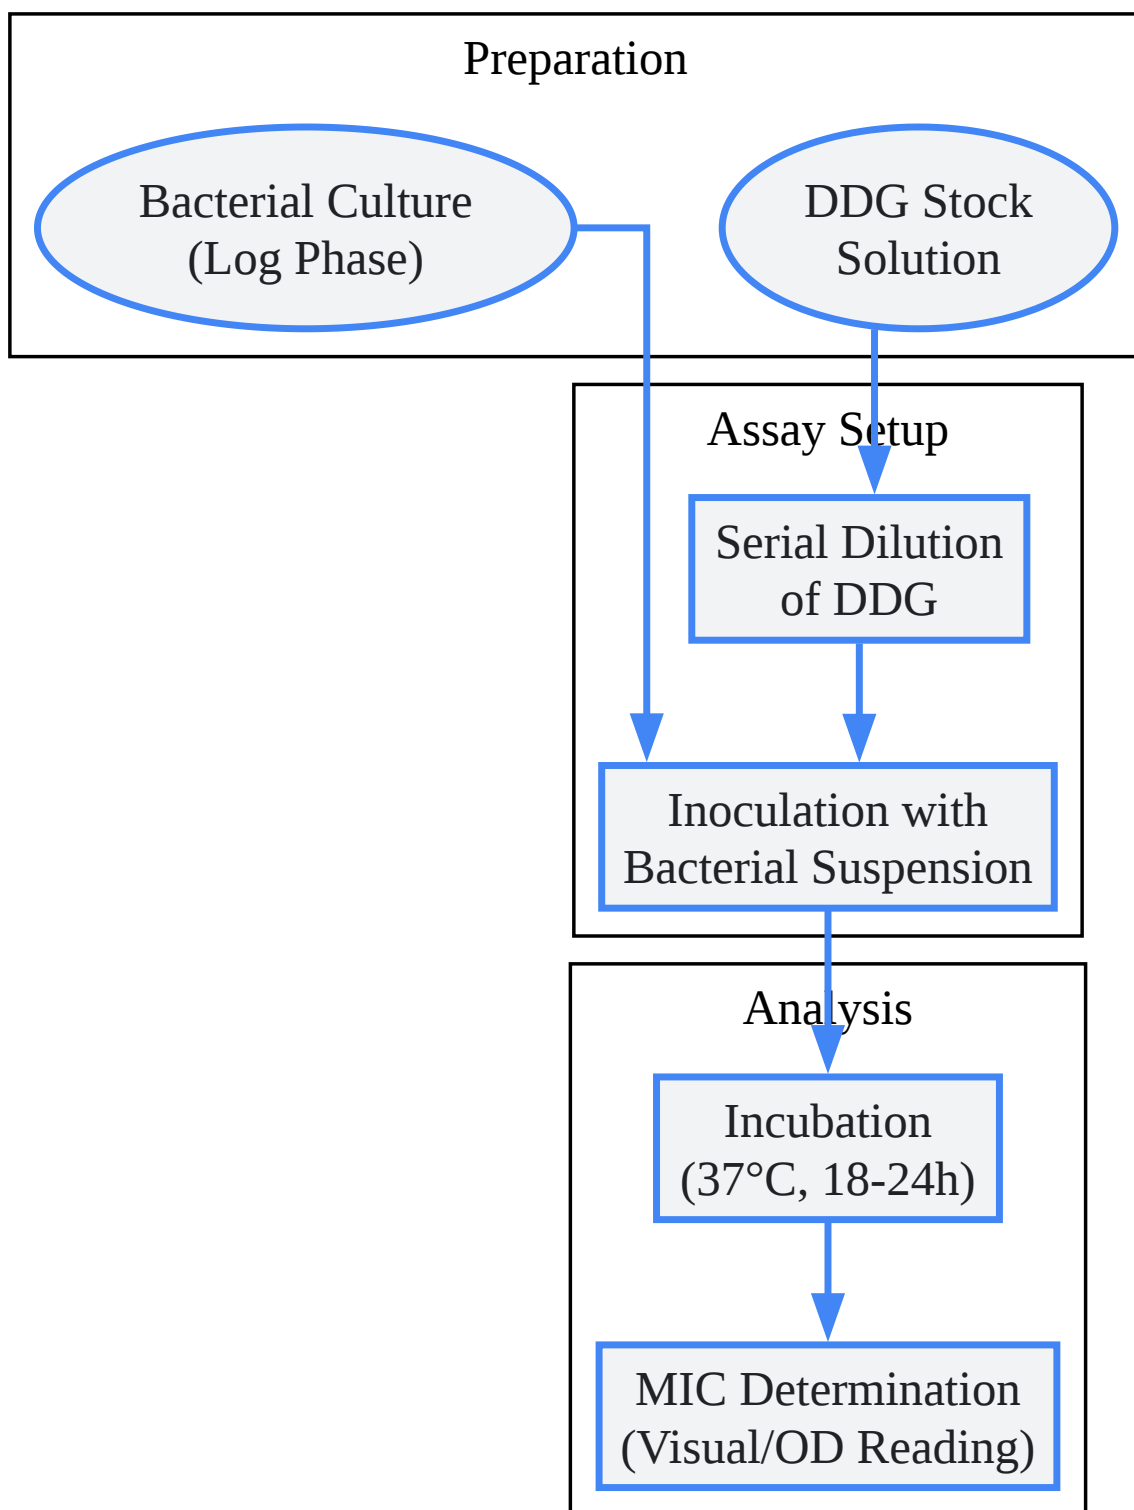 Preparation
Bacterial Culture
(Log Phase)
DDG Stock
Solution
Assay Setup
Serial Dilution
of DDG
Inoculation with
Bacterial Suspension
Analysis
Incubation
(37°C, 18-24h)
MIC Determination
(Visual/OD Reading)